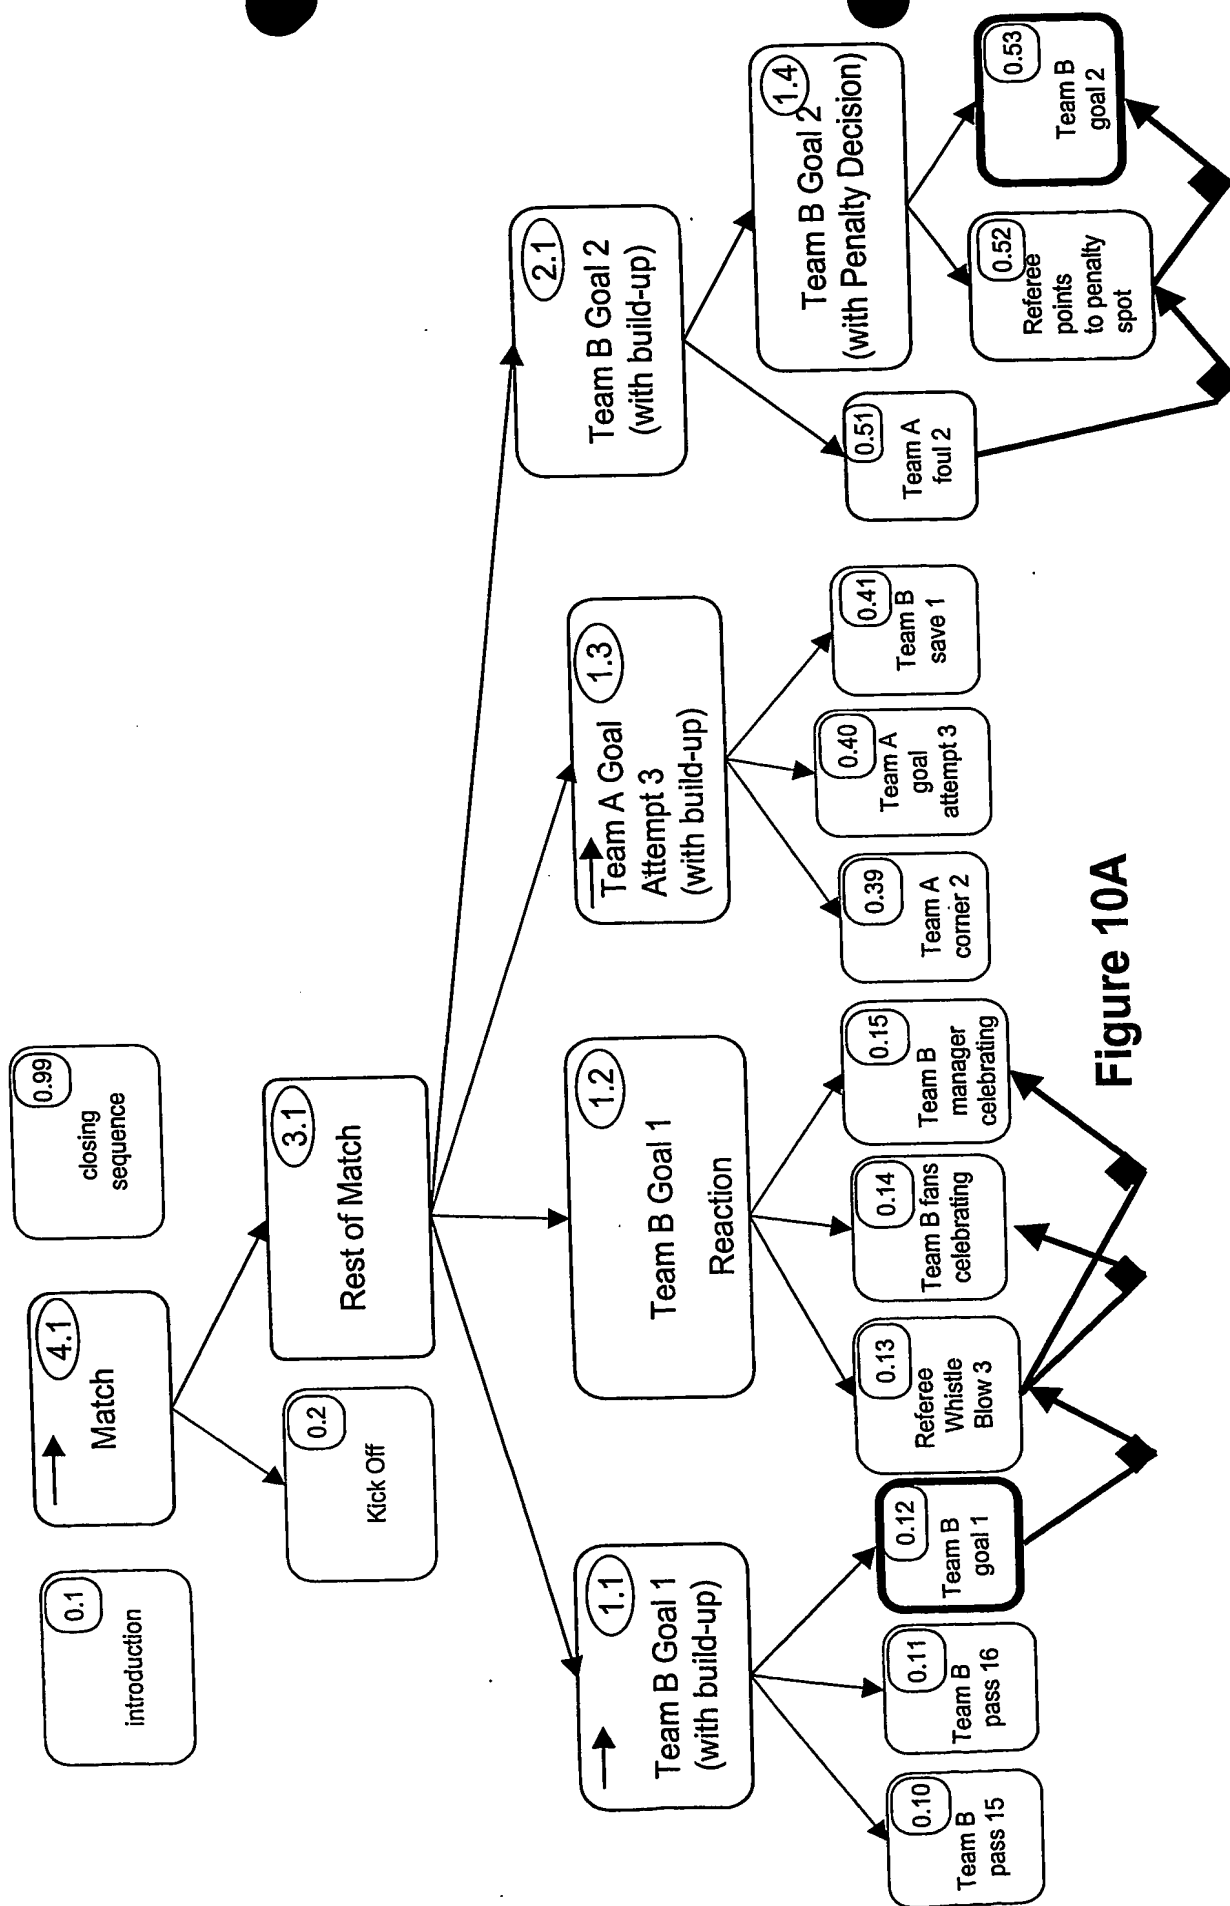 0.1
introduction
4.1
Match
0.99
closing
sequence
0.2
Kick Off
3.1
Rest of Match
1.1
Team B Goal 1
(with build-up)
1.2
Team B Goal 1
Reaction
1.3
Team A Goal
Attempt 3
(with build-up)
2.1
Team B Goal 2
(with build-up)
1.4
Team B Goal 2
(with Penalty Decision)
0.10
Team B
pass 15
0.11
Team B
pass 16
0.12
Team B
goal 1
0.13
Referee
Whistle
Blow 3
0.14
Team B fans
celebrating
0.15
Team B
manager
celebrating
0.39
Team A
corner 2
0.40
Team A
goal
attempt 3
0.41
Team B
save 1
0.51
Team A
foul 2
0.52
Referee
points
to penalty
spot
0.53
Team B
goal 2
Figure 10A